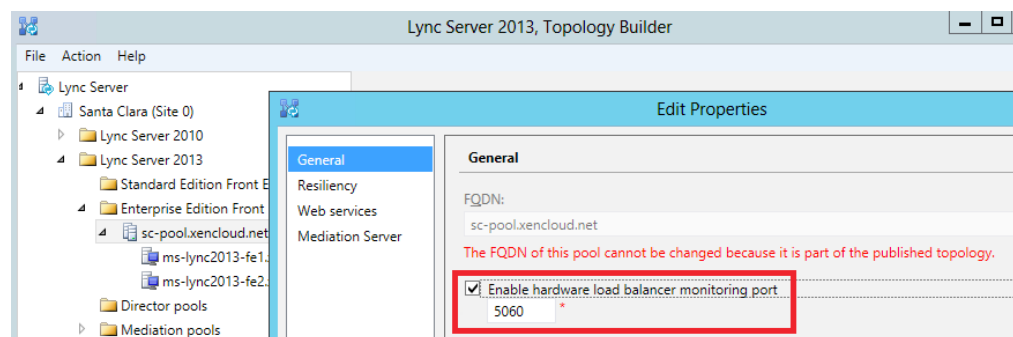 Lync Server 2013, Topology Builder
File Action Help
Lync Server
Santa Clara (Site 0)
Lync Server 2010
Lync Server 2013
Standard Edition Front E
Enterprise Edition Front
sc-pool.xencloud.net
ms-lync2013-fe1.
ms-lync2013-fe2.
Director pools
Mediation pools
Edit Properties
General
Resiliency
Web services
Mediation Server
General
FQDN:
sc-pool.xencloud.net
The FQDN of this pool cannot be changed because it is part of the published topology.
Enable hardware load balancer monitoring port
5060 *